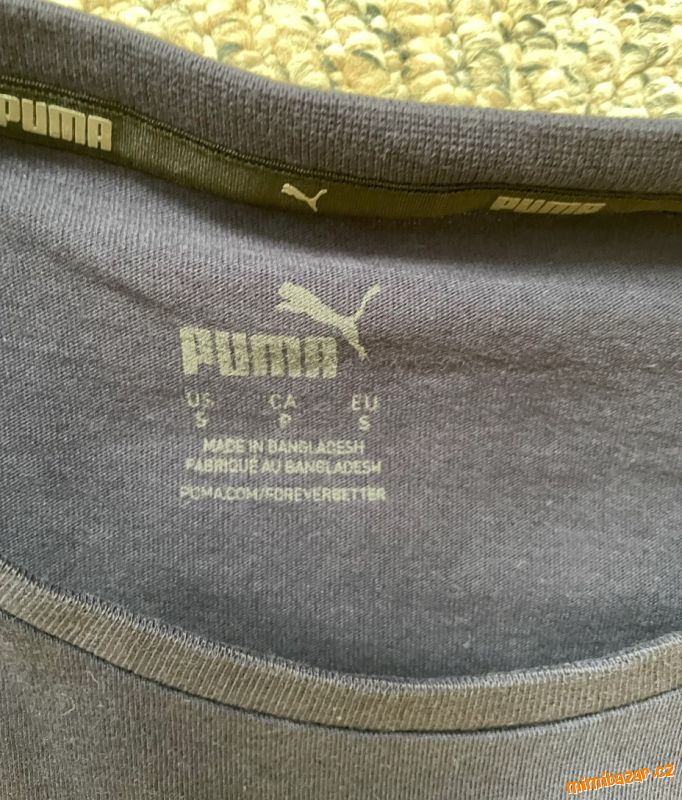 PUMA
PUMA
PUMA
US CA EU
S P S
MADE IN BANGLADESH
FABRIQUÉ AU BANGLADESH
PUMA.COM/FOREVERBETTER
mimibazar.cz